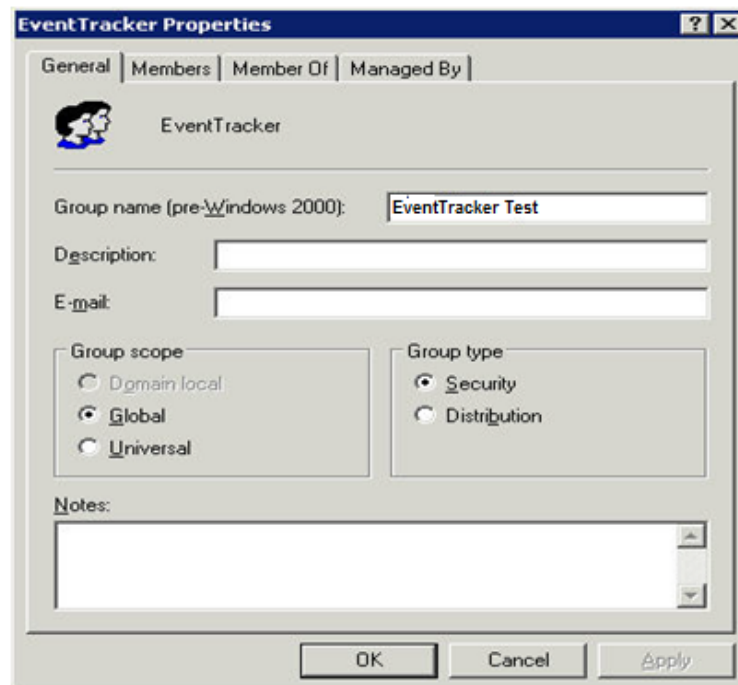 EventTracker Properties
General Members Member Of Managed By
EventTracker
Group name (pre-Windows 2000): EventTracker Test
Description:
E-mail:
Group scope
Domain local
Global
Universal
Group type
Security
Distribution
Notes:
OK Cancel Apply